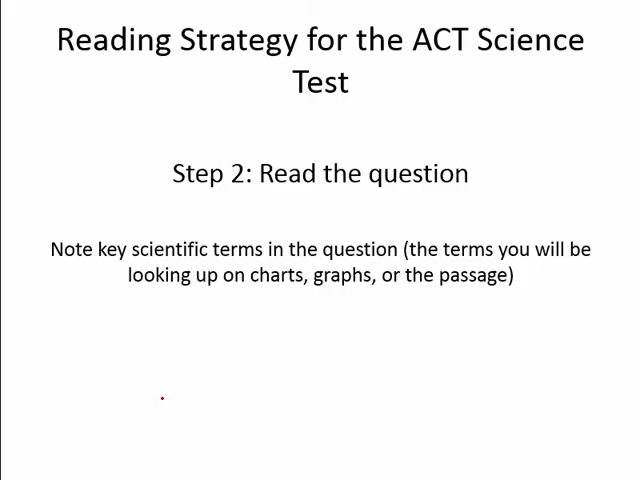 Reading Strategy for the ACT Science
Test
Step 2: Read the question
Note key scientific terms in the question (the terms you will be
looking up on charts, graphs, or the passage)